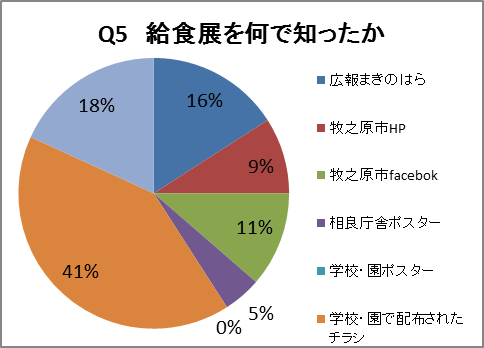 Q5　給食展を何で知ったか
18%
16%
9%
11%
5%
0%
41%
広報まきのはら
牧之原市HP
牧之原市facebok
相良庁舎ポスター
学校・園ポスター
学校・園で配布された
チラシ